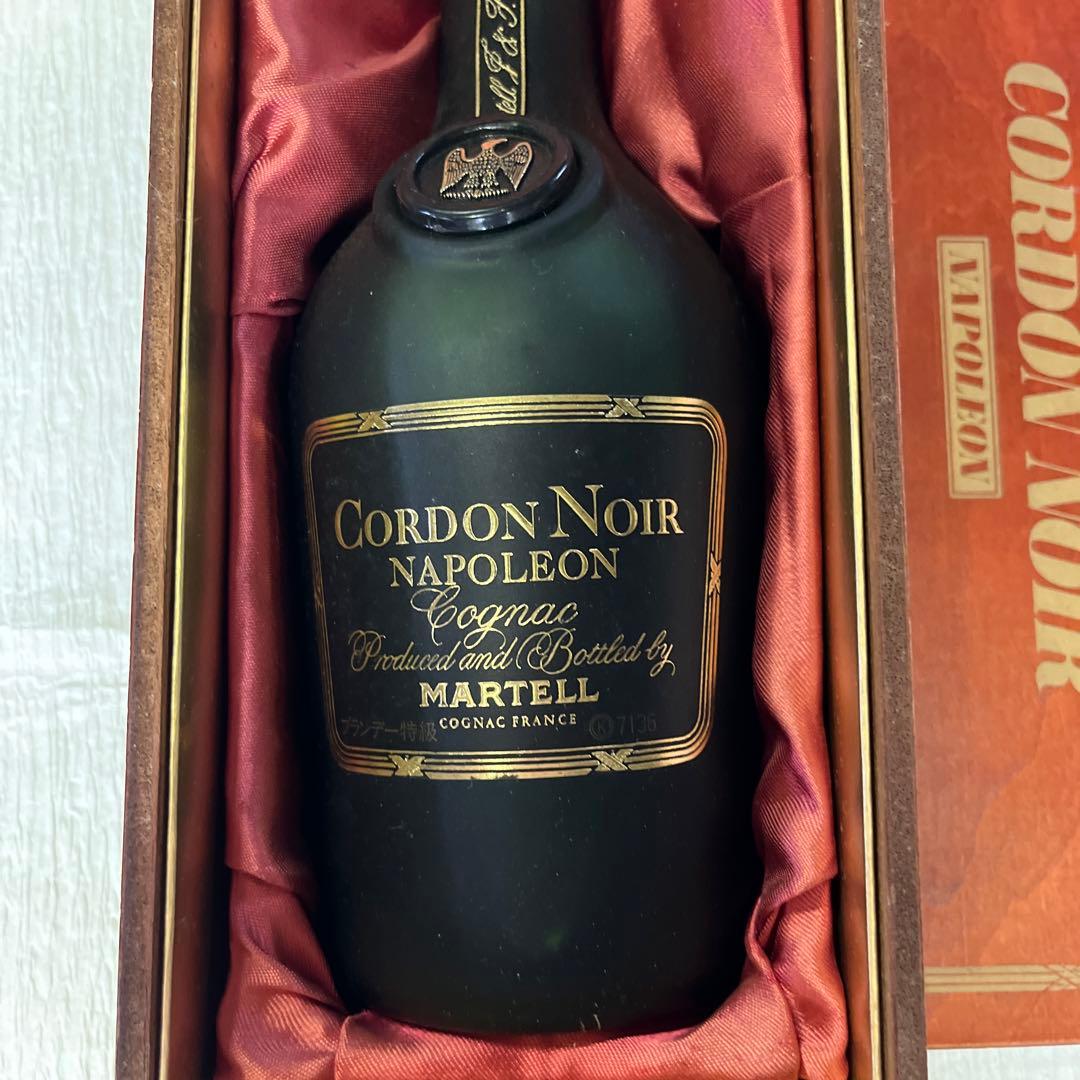 tell. J & F.
CORDON NOIR
NAPOLEON
Cognac
Produced and Bottled by
MARTELL
COGNAC FRANCE
ブランデー特級 Ⓚ7136
CORDON NOIR
NAPOLEON